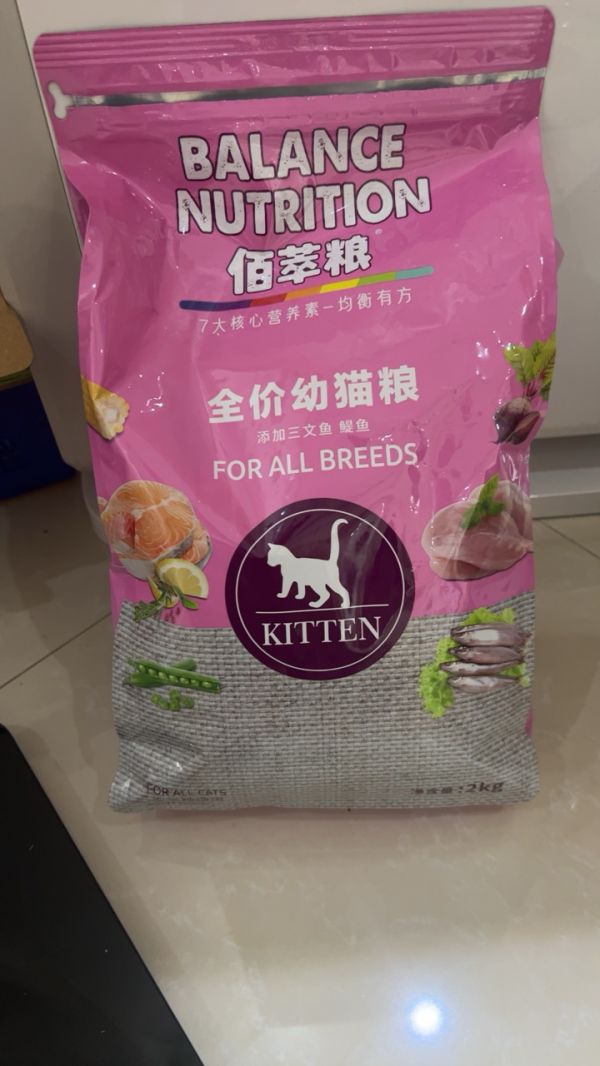 BALANCE
NUTRITION
佰萃粮
7大核心营养素一均衡有方
全价幼猫粮
添加三文鱼 鳀鱼
FOR ALL BREEDS
KITTEN
FOR ALL CATS
净含量:2kg